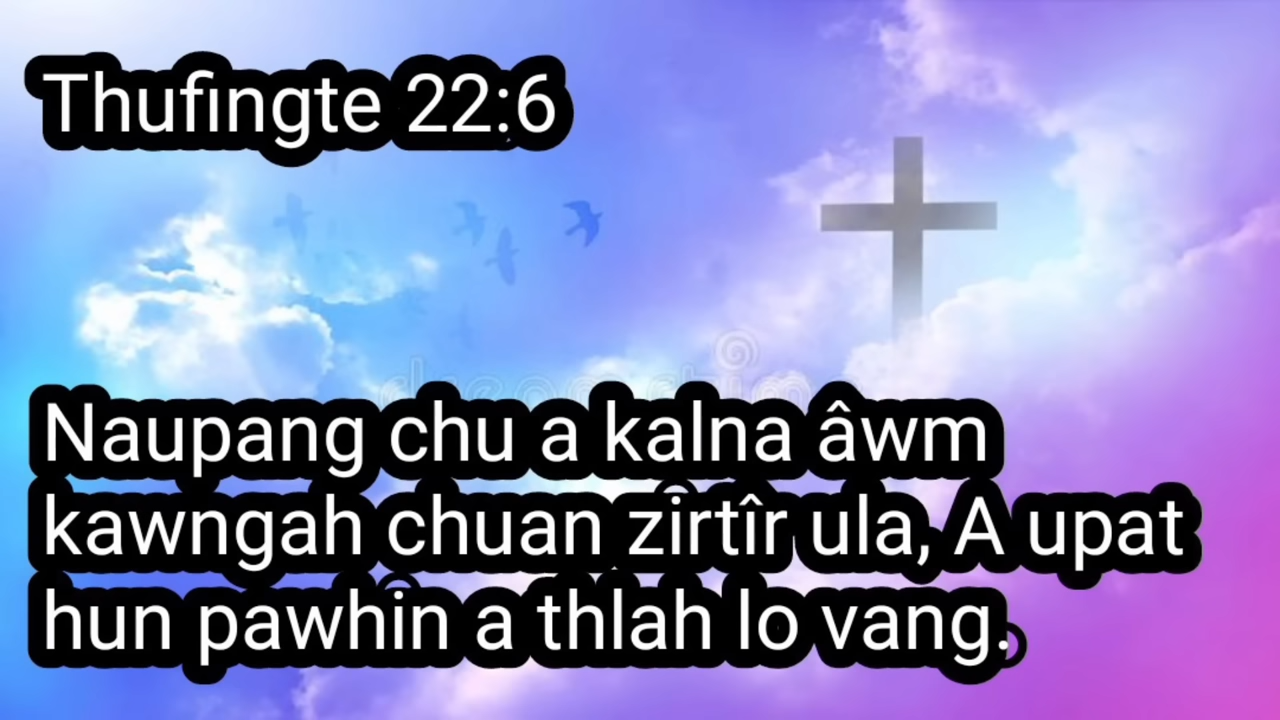 Thufingte 22:6
Naupang chu a kalna âwm
kawngah chuan zirtîr ula, A upat
hun pawhin a thlah lo vang.